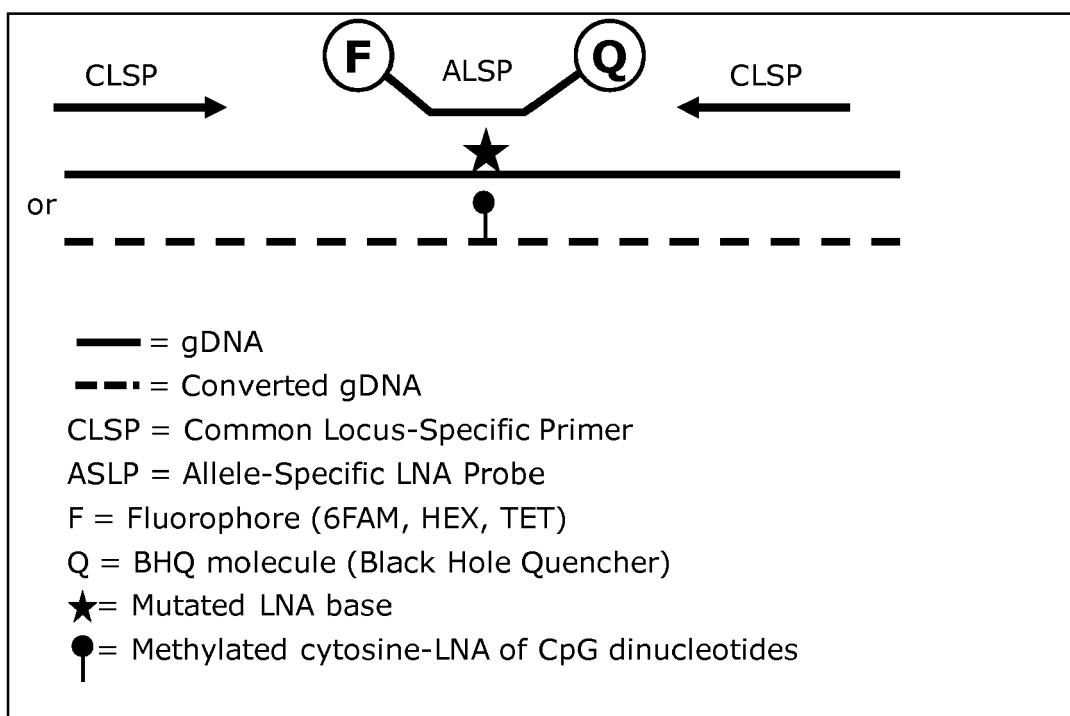 F
Q
CLSP
ALSP
CLSP
or
= gDNA
= Converted gDNA
CLSP = Common Locus-Specific Primer
ASLP = Allele-Specific LNA Probe
F = Fluorophore (6FAM, HEX, TET)
Q = BHQ molecule (Black Hole Quencher)
★= Mutated LNA base
= Methylated cytosine-LNA of CpG dinucleotides